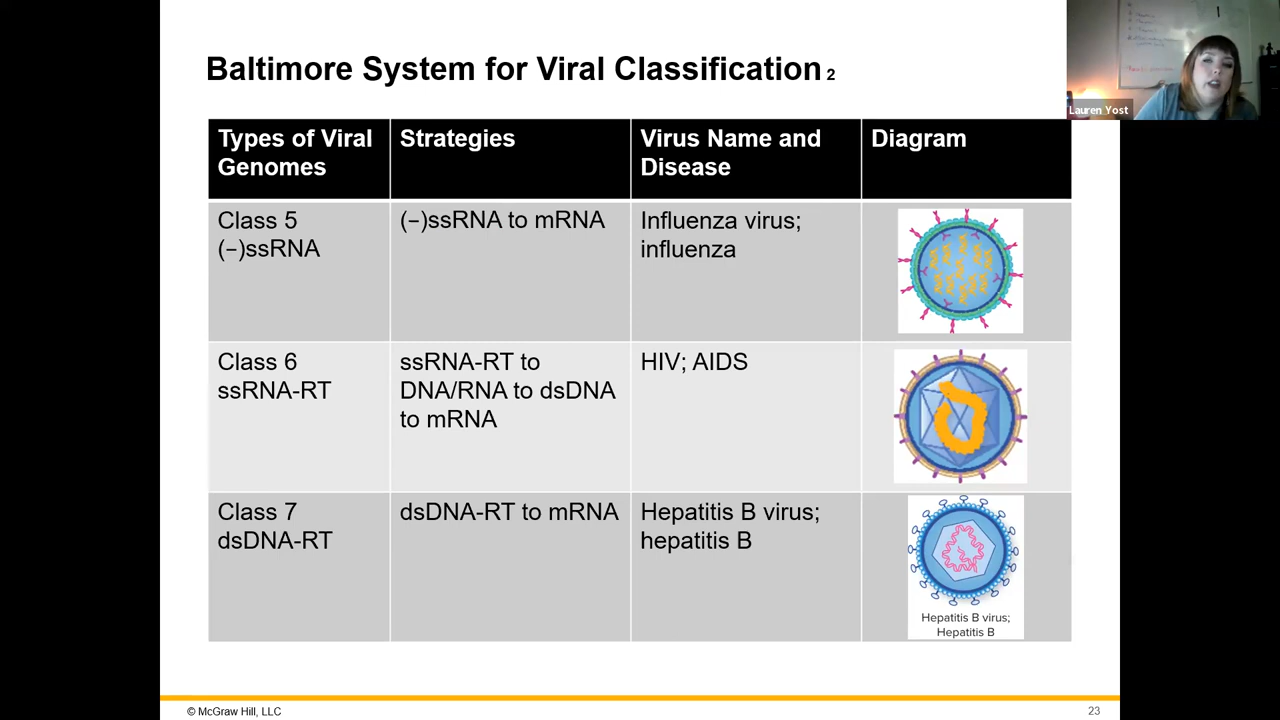 Baltimore System for Viral Classification 2
Lauren Yost
Types of Viral
Genomes
Strategies
Virus Name and
Disease
Diagram
Class 5
(−)ssRNA
(−)ssRNA to mRNA
Influenza virus;
influenza
Class 6
ssRNA-RT
ssRNA-RT to
DNA/RNA to dsDNA
to mRNA
HIV; AIDS
Class 7
dsDNA-RT
dsDNA-RT to mRNA
Hepatitis B virus;
hepatitis B
Hepatitis B virus;
Hepatitis B
© McGraw Hill, LLC
23